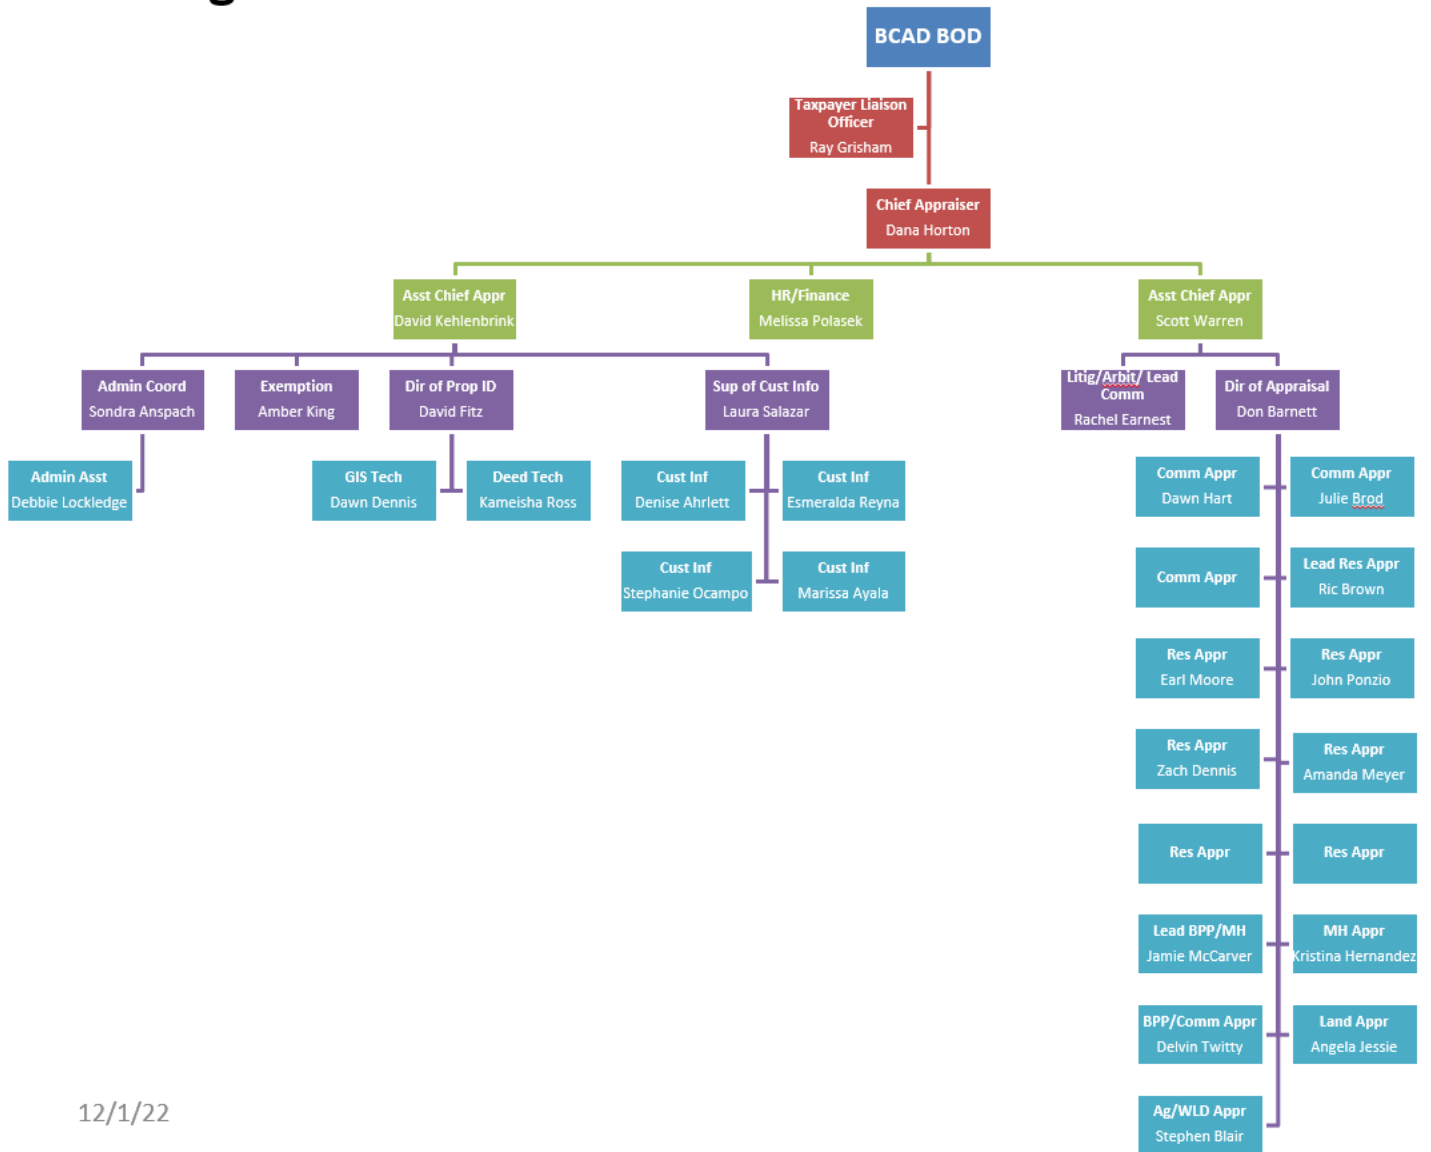 BCAD BOD
Taxpayer Liaison
Officer
Ray Grisham
Chief Appraiser
Dana Horton
Asst Chief Appr
David Kehlenbrink
HR/Finance
Melissa Polasek
Asst Chief Appr
Scott Warren
Admin Coord
Sondra Anspach
Exemption
Amber King
Dir of Prop ID
David Fitz
Sup of Cust Info
Laura Salazar
Litig/Arbit/ Lead
Comm
Rachel Earnest
Dir of Appraisal
Don Barnett
Admin Asst
Debbie Lockledge
GIS Tech
Dawn Dennis
Deed Tech
Kameisha Ross
Cust Inf
Denise Ahrlett
Cust Inf
Esmeralda Reyna
Cust Inf
Stephanie Ocampo
Cust Inf
Marissa Ayala
Comm Appr
Dawn Hart
Comm Appr
Julie Brod
Comm Appr
Lead Res Appr
Ric Brown
Res Appr
Earl Moore
Res Appr
John Ponzio
Res Appr
Zach Dennis
Res Appr
Amanda Meyer
Res Appr
Res Appr
Lead BPP/MH
Jamie McCarver
MH Appr
Kristina Hernandez
BPP/Comm Appr
Delvin Twitty
Land Appr
Angela Jessie
Ag/WLD Appr
Stephen Blair
12/1/22